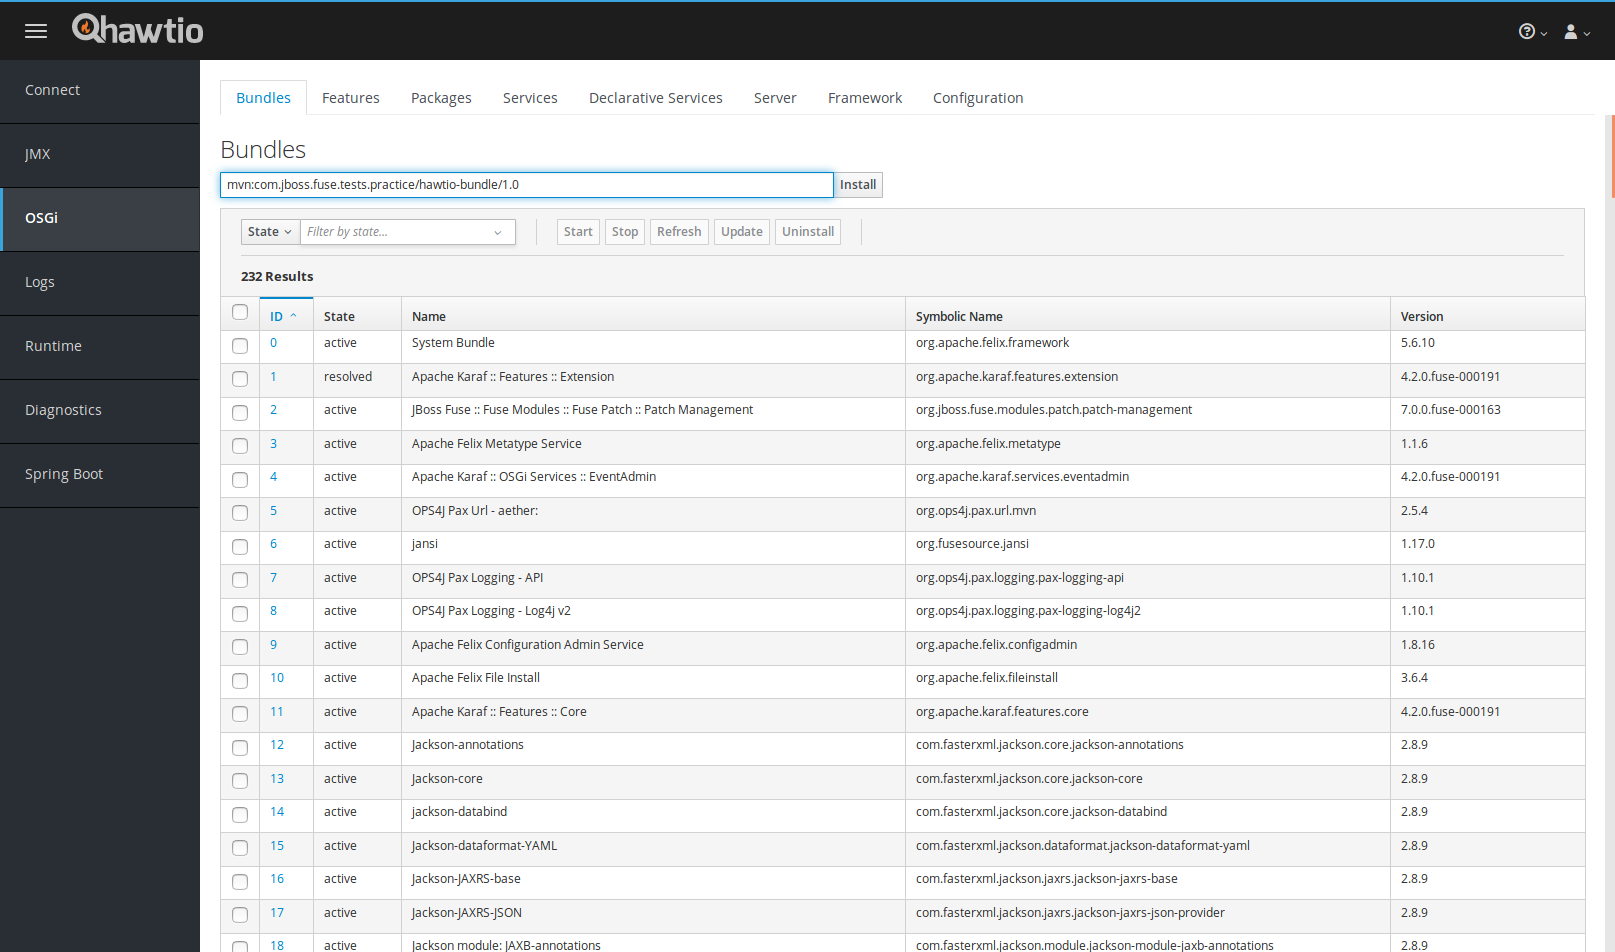 hawtio
Connect
JMX
OSGi
Logs
Runtime
Diagnostics
Spring Boot
Bundles Features Packages Services Declarative Services Server Framework Configuration
Bundles
mvn:com.jboss.fuse.tests.practice/hawtio-bundle/1.0 Install
State Filter by state... Start Stop Refresh Update Uninstall
232 Results
ID State Name Symbolic Name Version
0 active System Bundle org.apache.felix.framework 5.6.10
1 resolved Apache Karaf :: Features :: Extension org.apache.karaf.features.extension 4.2.0.fuse-000191
2 active JBoss Fuse :: Fuse Modules :: Fuse Patch :: Patch Management org.jboss.fuse.modules.patch.patch-management 7.0.0.fuse-000163
3 active Apache Felix Metatype Service org.apache.felix.metatype 1.1.6
4 active Apache Karaf :: OSGi Services :: EventAdmin org.apache.karaf.services.eventadmin 4.2.0.fuse-000191
5 active OPS4J Pax Url - aether: org.ops4j.pax.url.mvn 2.5.4
6 active jansi org.fusesource.jansi 1.17.0
7 active OPS4J Pax Logging - API org.ops4j.pax.logging.pax-logging-api 1.10.1
8 active OPS4J Pax Logging - Log4j v2 org.ops4j.pax.logging.pax-logging-log4j2 1.10.1
9 active Apache Felix Configuration Admin Service org.apache.felix.configadmin 1.8.16
10 active Apache Felix File Install org.apache.felix.fileinstall 3.6.4
11 active Apache Karaf :: Features :: Core org.apache.karaf.features.core 4.2.0.fuse-000191
12 active Jackson-annotations com.fasterxml.jackson.core.jackson-annotations 2.8.9
13 active Jackson-core com.fasterxml.jackson.core.jackson-core 2.8.9
14 active jackson-databind com.fasterxml.jackson.core.jackson-databind 2.8.9
15 active Jackson-dataformat-YAML com.fasterxml.jackson.dataformat.jackson-dataformat-yaml 2.8.9
16 active Jackson-JAXRS-base com.fasterxml.jackson.jaxrs.jackson-jaxrs-base 2.8.9
17 active Jackson-JAXRS-JSON com.fasterxml.jackson.jaxrs.jackson-jaxrs-json-provider 2.8.9
18 active Jackson module: JAXB-annotations com.fasterxml.jackson.module.jackson-module-jaxb-annotations 2.8.9